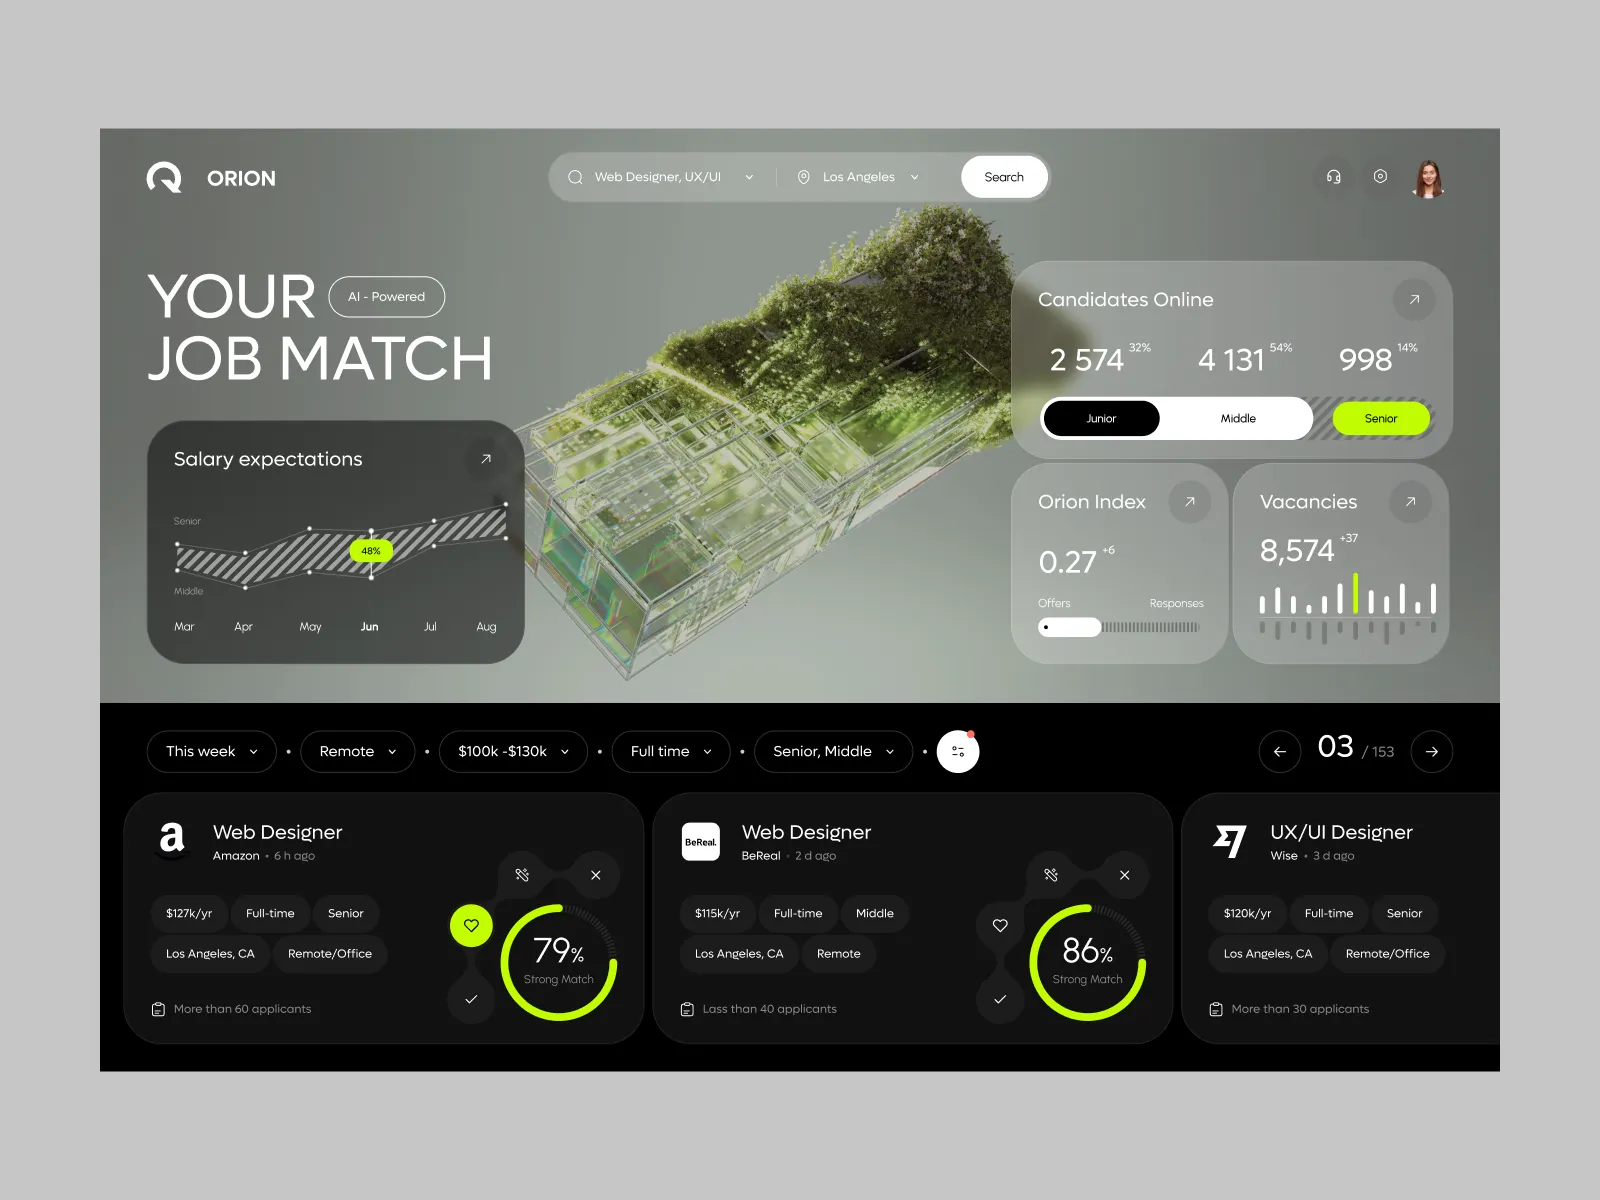 ORION
Web Designer, UX/UI
Los Angeles
Search
YOUR
AI - Powered
JOB MATCH
Salary expectations
Senior
48%
Middle
Mar Apr May Jun Jul Aug
Candidates Online
2 574 32% 4 131 54% 998 14%
Junior Middle Senior
Orion Index
0.27 +6
Offers Responses
Vacancies
8,574 +37
This week
Remote
$100k -$130k
Full time
Senior, Middle
03 / 153
a
Web Designer
Amazon • 6 h ago
$127k/yr Full-time Senior
Los Angeles, CA Remote/Office
More than 60 applicants
79%
Strong Match
BeReal.
Web Designer
BeReal • 2 d ago
$115k/yr Full-time Middle
Los Angeles, CA Remote
Lass than 40 applicants
86%
Strong Match
UX/UI Designer
Wise • 3 d ago
$120k/yr Full-time Senior
Los Angeles, CA Remote/Office
More than 30 applicants